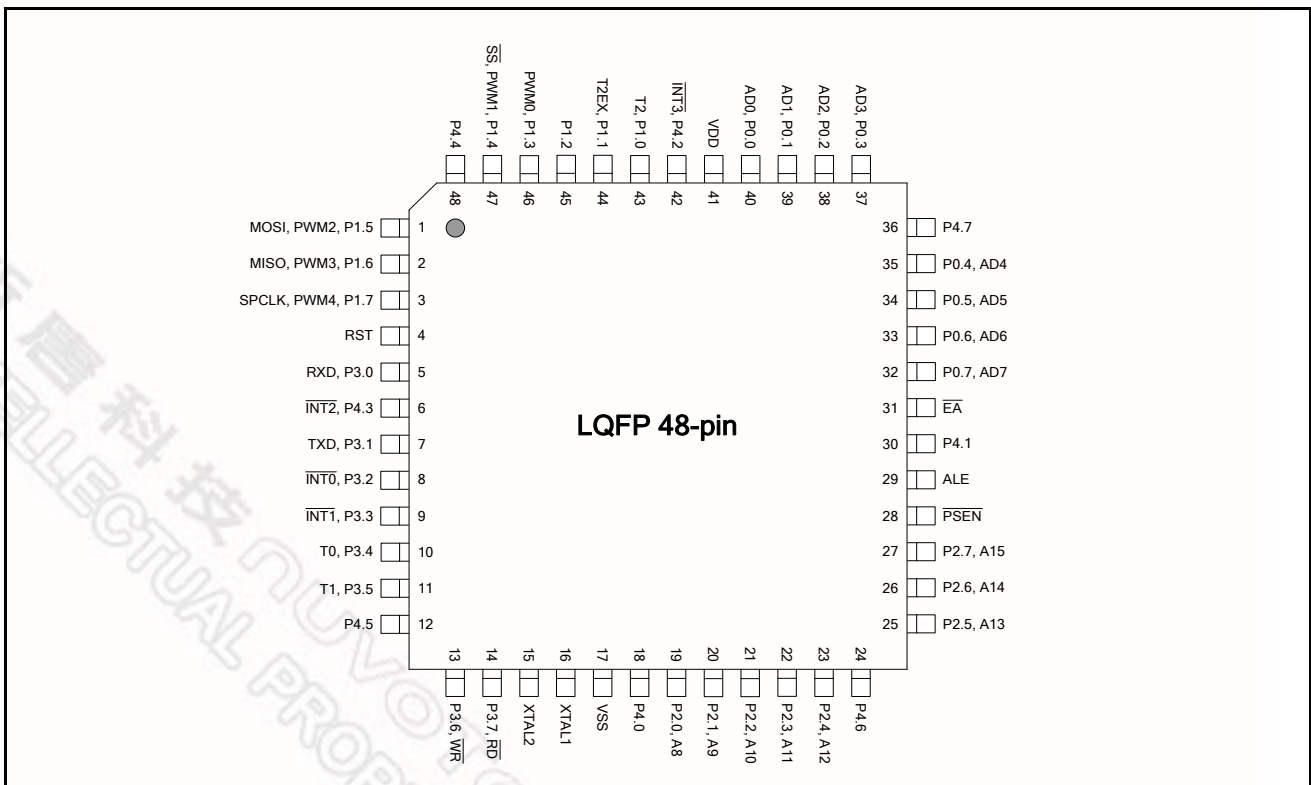 SS, PWM1, P1.4
PWM0, P1.3
T2EX, P1.1
T2, P1.0
INT3, P4.2
AD0, P0.0
AD1, P0.1
AD2, P0.2
AD3, P0.3
P4.4
P1.2
VDD
48
47
46
45
44
43
42
41
40
39
38
37
MOSI, PWM2, P1.5 1
MISO, PWM3, P1.6 2
SPCLK, PWM4, P1.7 3
RST 4
RXD, P3.0 5
INT2, P4.3 6
TXD, P3.1 7
INT0, P3.2 8
INT1, P3.3 9
T0, P3.4 10
T1, P3.5 11
P4.5 12
LQFP 48-pin
36 P4.7
35 P0.4, AD4
34 P0.5, AD5
33 P0.6, AD6
32 P0.7, AD7
31 EA
30 P4.1
29 ALE
28 PSEN
27 P2.7, A15
26 P2.6, A14
25 P2.5, A13
13
14
15
16
17
18
19
20
21
22
23
24
P3.6, WR
P3.7, RD
XTAL2
XTAL1
VSS
P4.0
P2.0, A8
P2.1, A9
P2.2, A10
P2.3, A11
P2.4, A12
P4.6
科技 nuvoTo